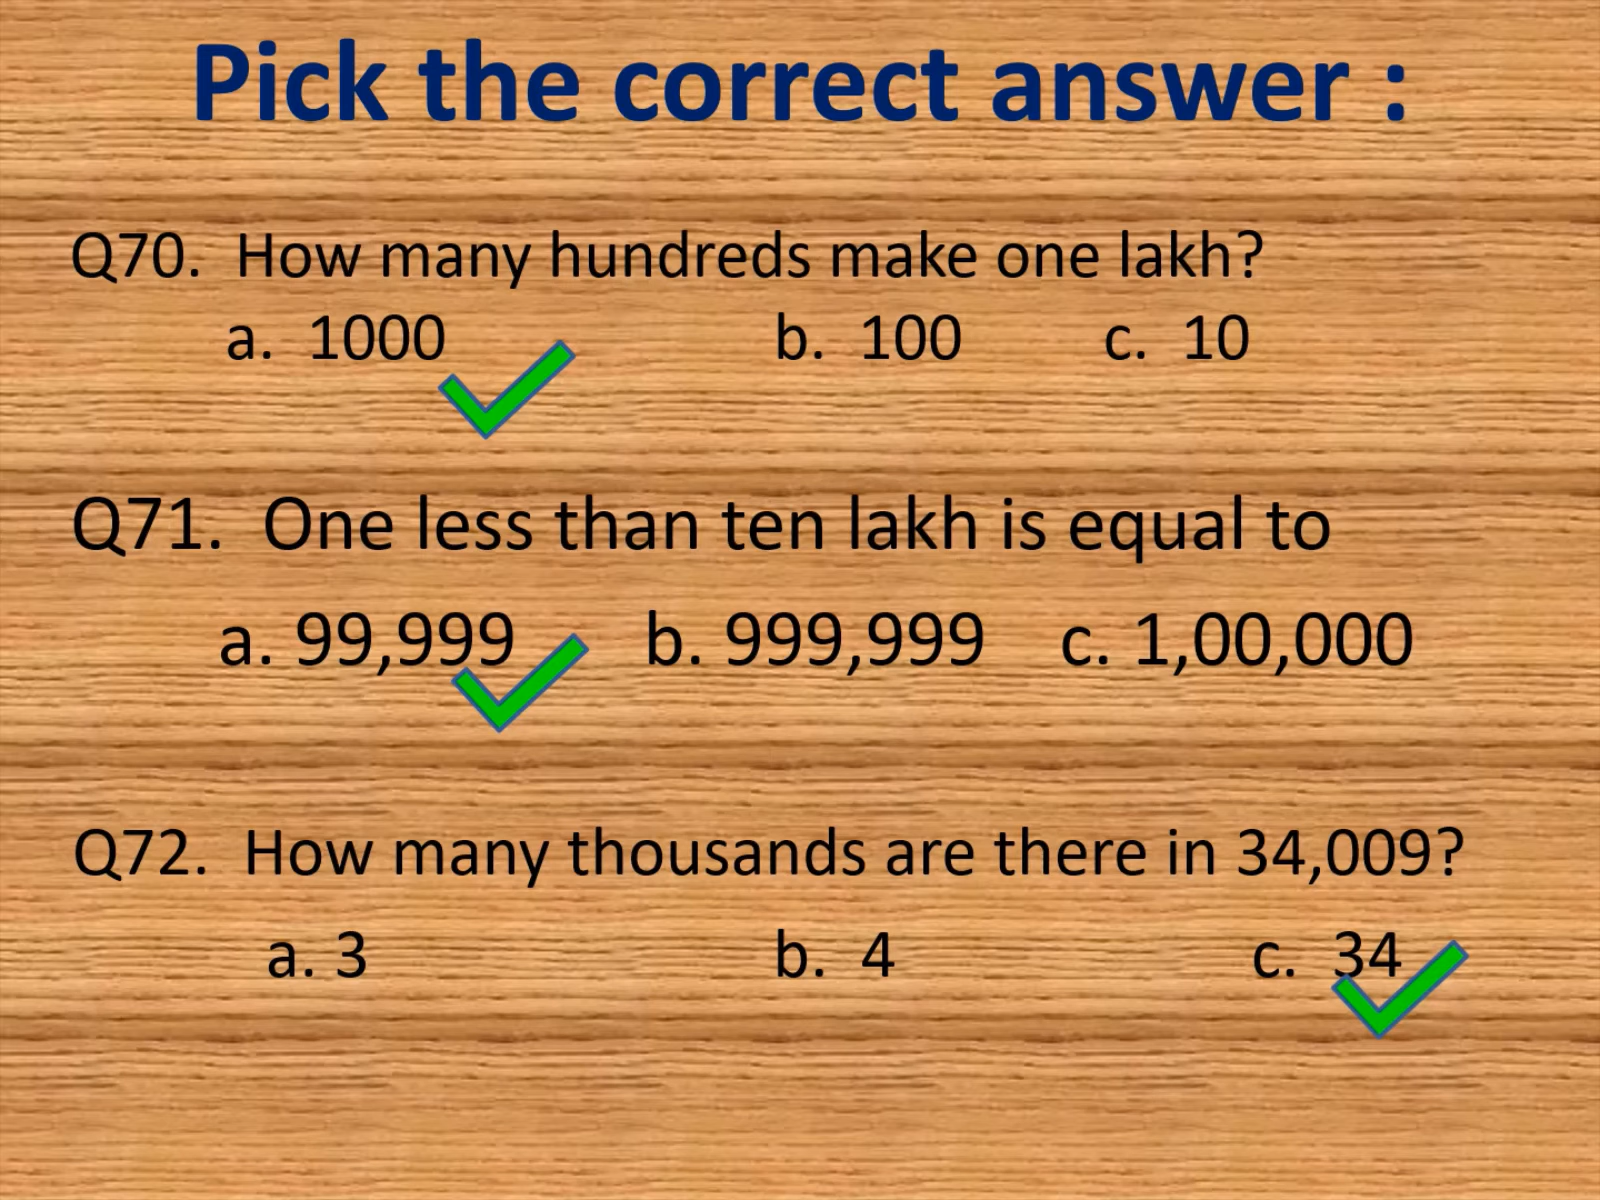 Pick the correct answer :
Q70. How many hundreds make one lakh?
a. 1000 b. 100 c. 10
Q71. One less than ten lakh is equal to
a. 99,999 b. 999,999 c. 1,00,000
Q72. How many thousands are there in 34,009?
a. 3 b. 4 c. 34